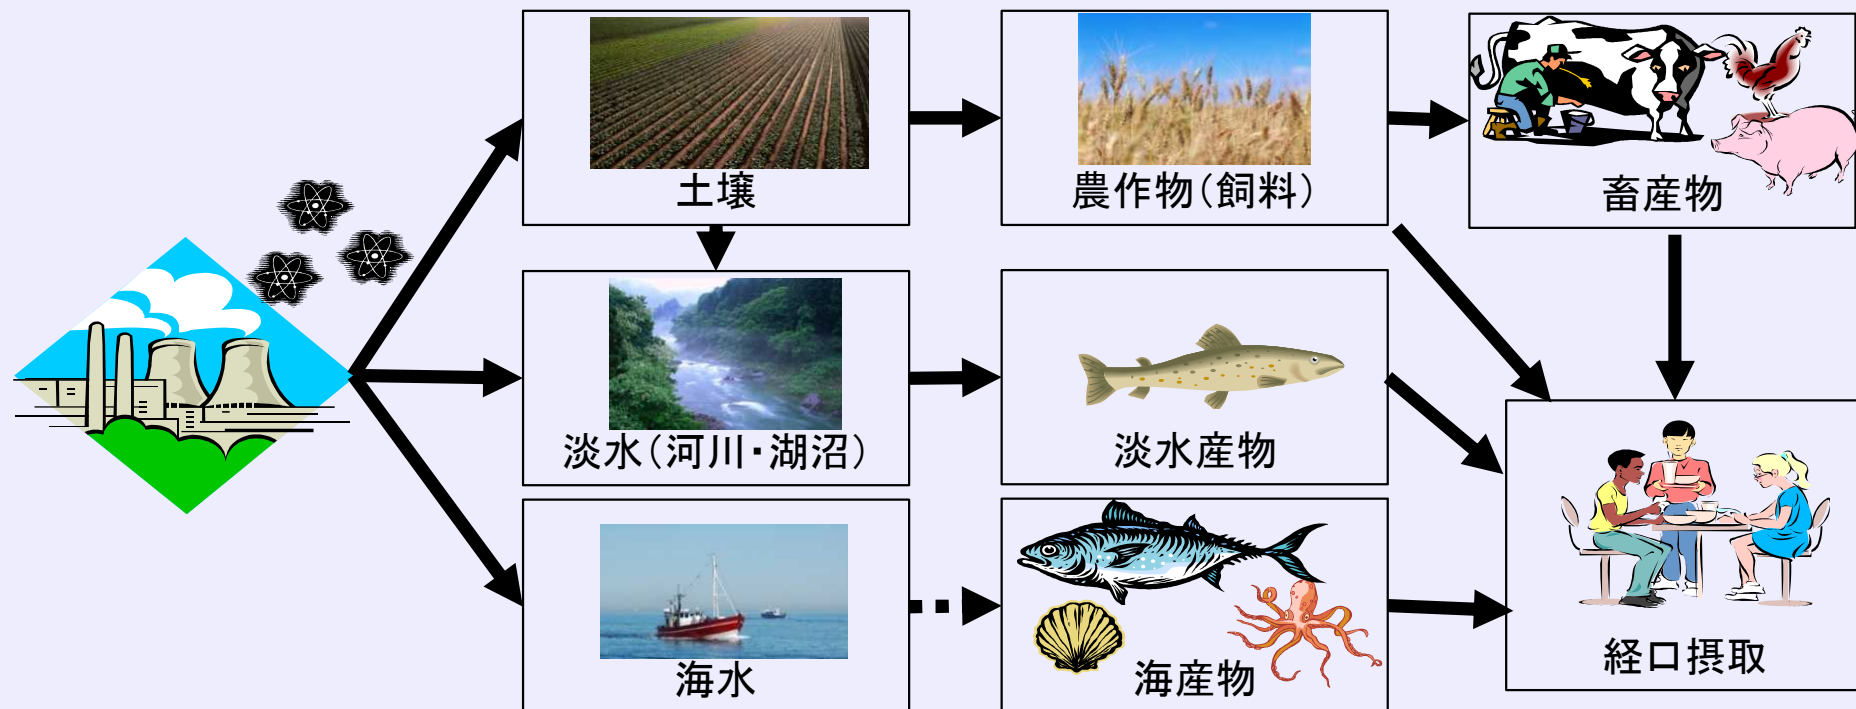 土壌
農作物（飼料）
畜産物
淡水（河川・湖沼）
淡水産物
海水
海産物
経口摂取